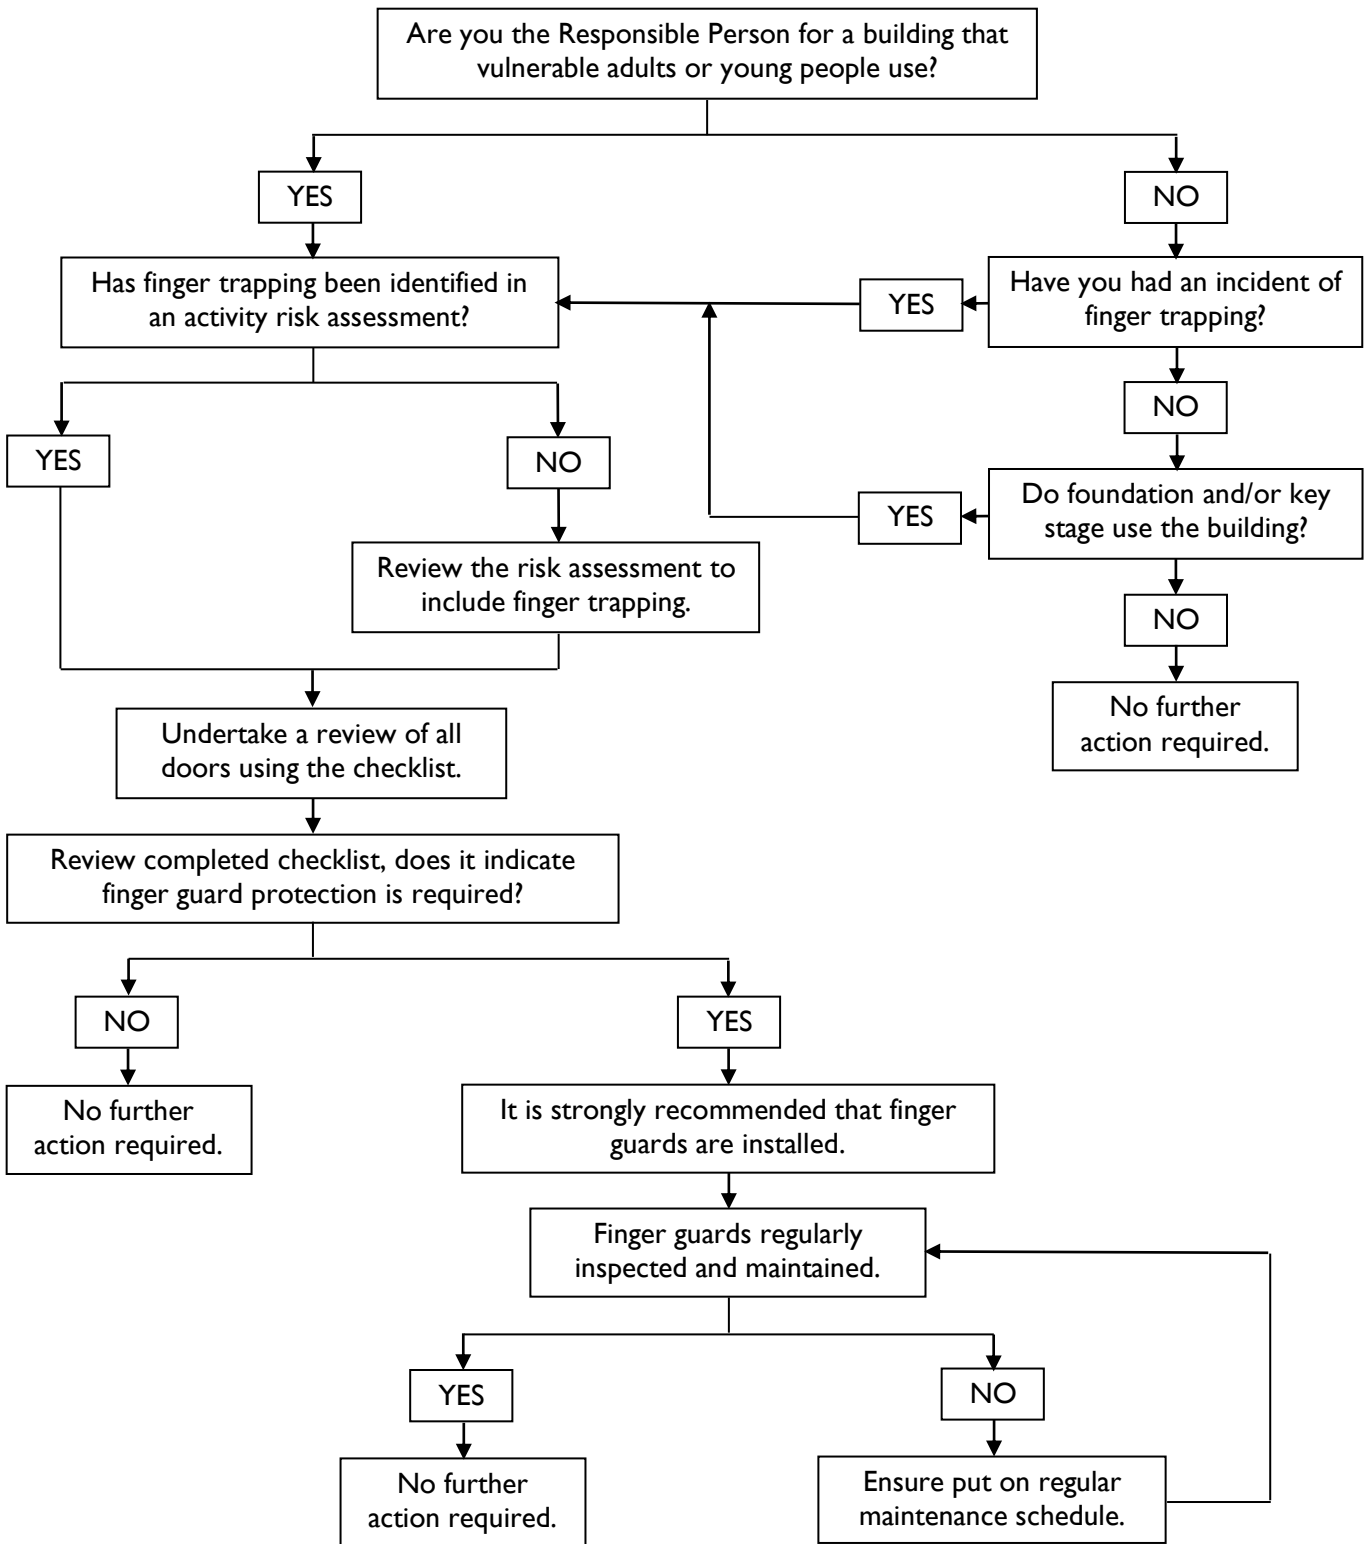 Are you the Responsible Person for a building that
vulnerable adults or young people use?
YES
NO
Has finger trapping been identified in
an activity risk assessment?
YES
Have you had an incident of
finger trapping?
NO
YES
NO
YES
Do foundation and/or key
stage use the building?
Review the risk assessment to
include finger trapping.
NO
Undertake a review of all
doors using the checklist.
No further
action required.
Review completed checklist, does it indicate
finger guard protection is required?
NO
YES
No further
action required.
It is strongly recommended that finger
guards are installed.
Finger guards regularly
inspected and maintained.
YES
NO
No further
action required.
Ensure put on regular
maintenance schedule.